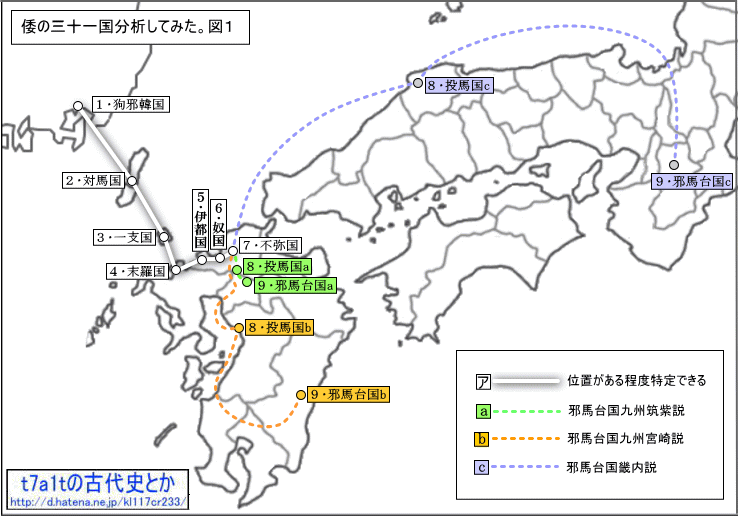 倭の三十一国分析してみた。図１
1・狗邪韓国
2・対馬国
3・一支国
4・末羅国
5・伊都国
6・奴国
7・不弥国
8・投馬国a
9・邪馬台国a
8・投馬国b
9・邪馬台国b
8・投馬国c
9・邪馬台国c
ア 位置がある程度特定できる
a 邪馬台国九州筑紫説
b 邪馬台国九州宮崎説
c 邪馬台国畿内説
t7a1tの古代史とか
http://d.hatena.ne.jp/kl117cr233/